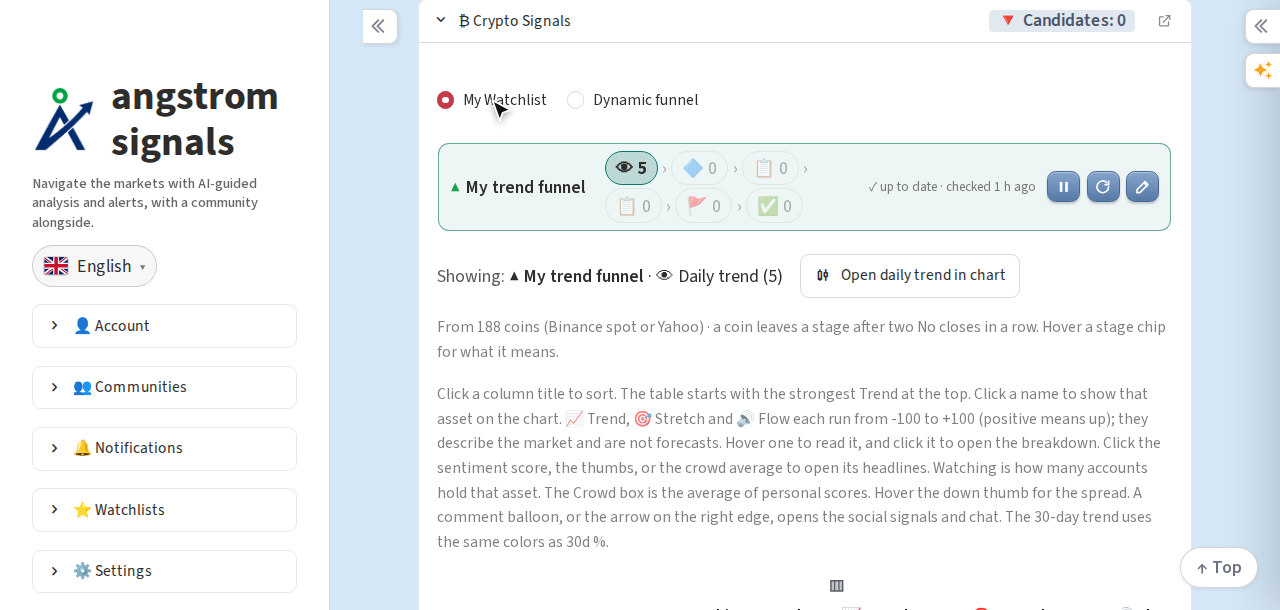 angstrom
signals
Navigate the markets with AI-guided
analysis and alerts, with a community
alongside.
English
Account
Communities
Notifications
Watchlists
Settings
₿ Crypto Signals
Candidates: 0
My Watchlist
Dynamic funnel
My trend funnel
5 › 0 › 0 ›
0 › 0 › 0
✓ up to date · checked 1 h ago
Showing: ▲ My trend funnel · 👁 Daily trend (5)
Open daily trend in chart
From 188 coins (Binance spot or Yahoo) · a coin leaves a stage after two No closes in a row. Hover a stage chip
for what it means.
Click a column title to sort. The table starts with the strongest Trend at the top. Click a name to show that
asset on the chart. 📈 Trend, 🎯 Stretch and 🔊 Flow each run from -100 to +100 (positive means up); they
describe the market and are not forecasts. Hover one to read it, and click it to open the breakdown. Click the
sentiment score, the thumbs, or the crowd average to open its headlines. Watching is how many accounts
hold that asset. The Crowd box is the average of personal scores. Hover the down thumb for the spread. A
comment balloon, or the arrow on the right edge, opens the social signals and chat. The 30-day trend uses
the same colors as 30d %.
↑ Top